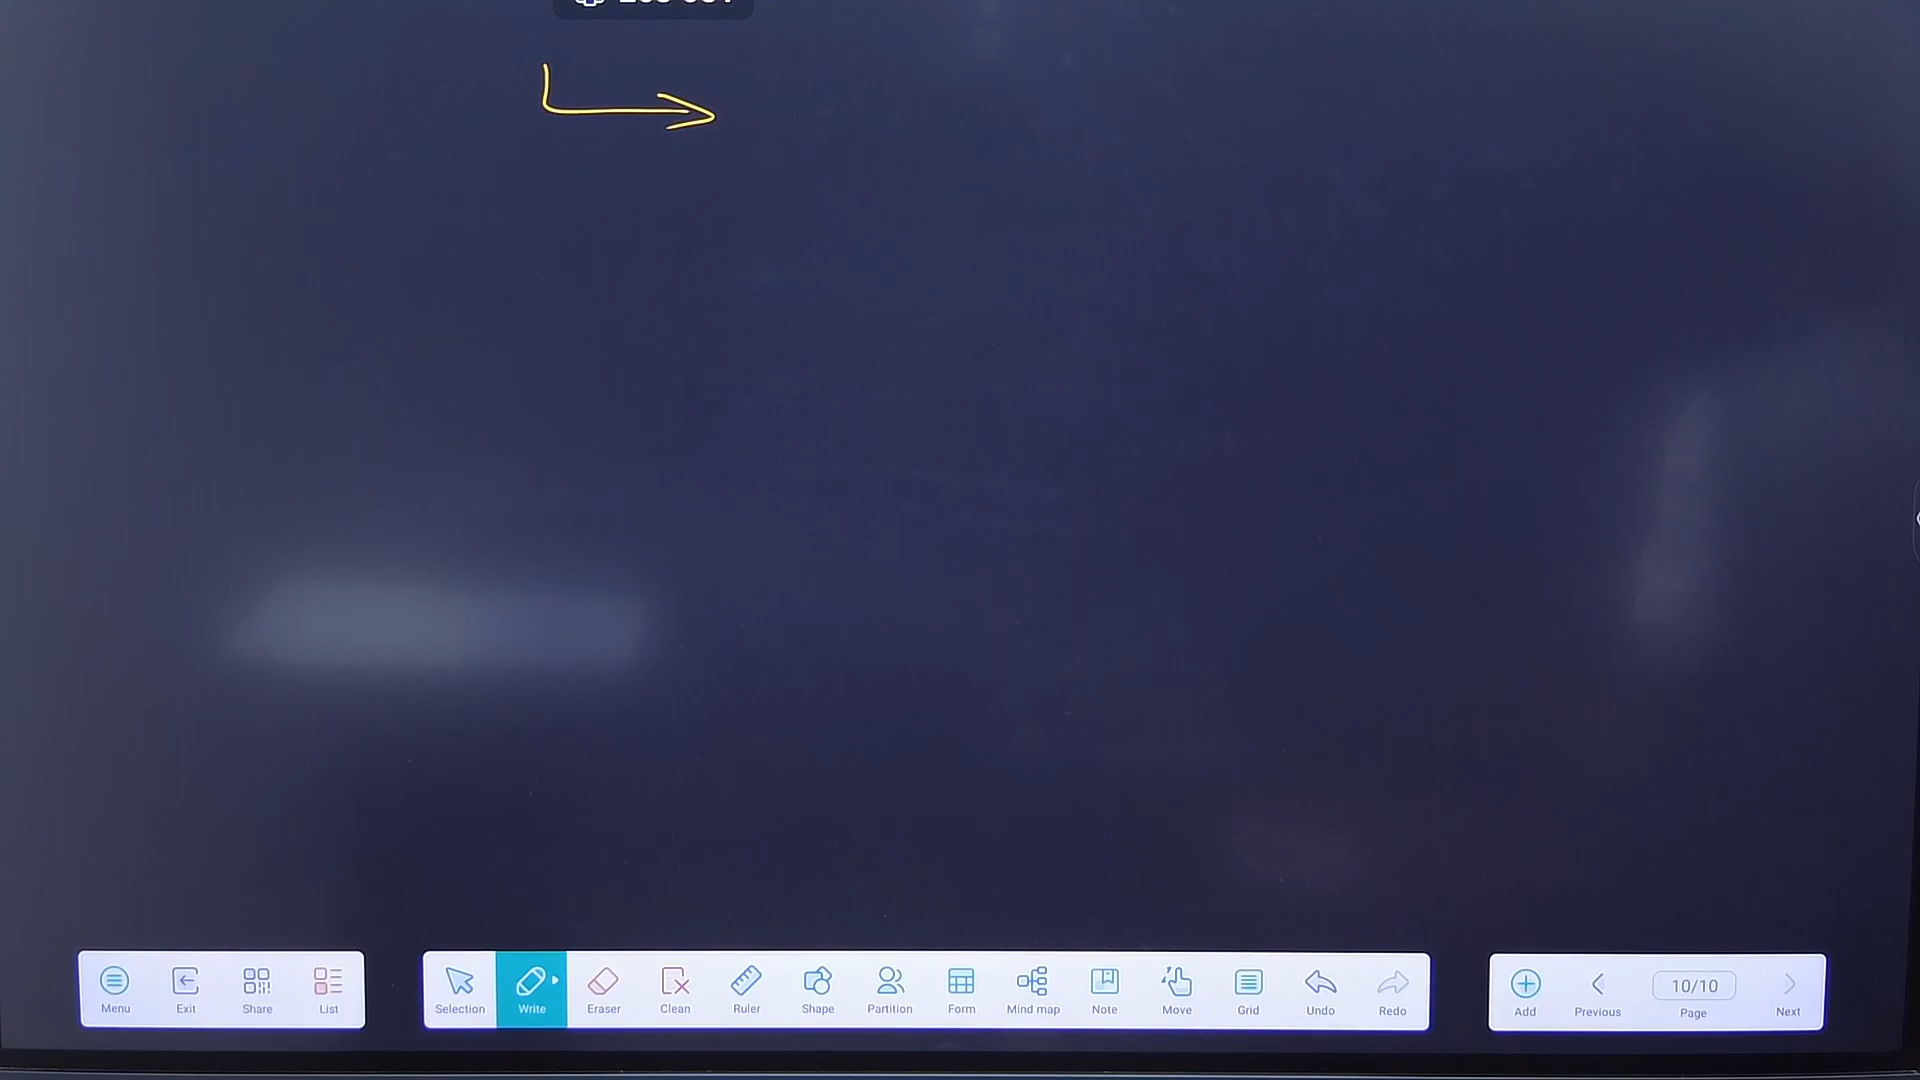 Menu Exit Share List Selection Write Eraser Clean Ruler Shape Partition Form Mind map Note Move Grid Undo Redo Add Previous 10/10 Page Next